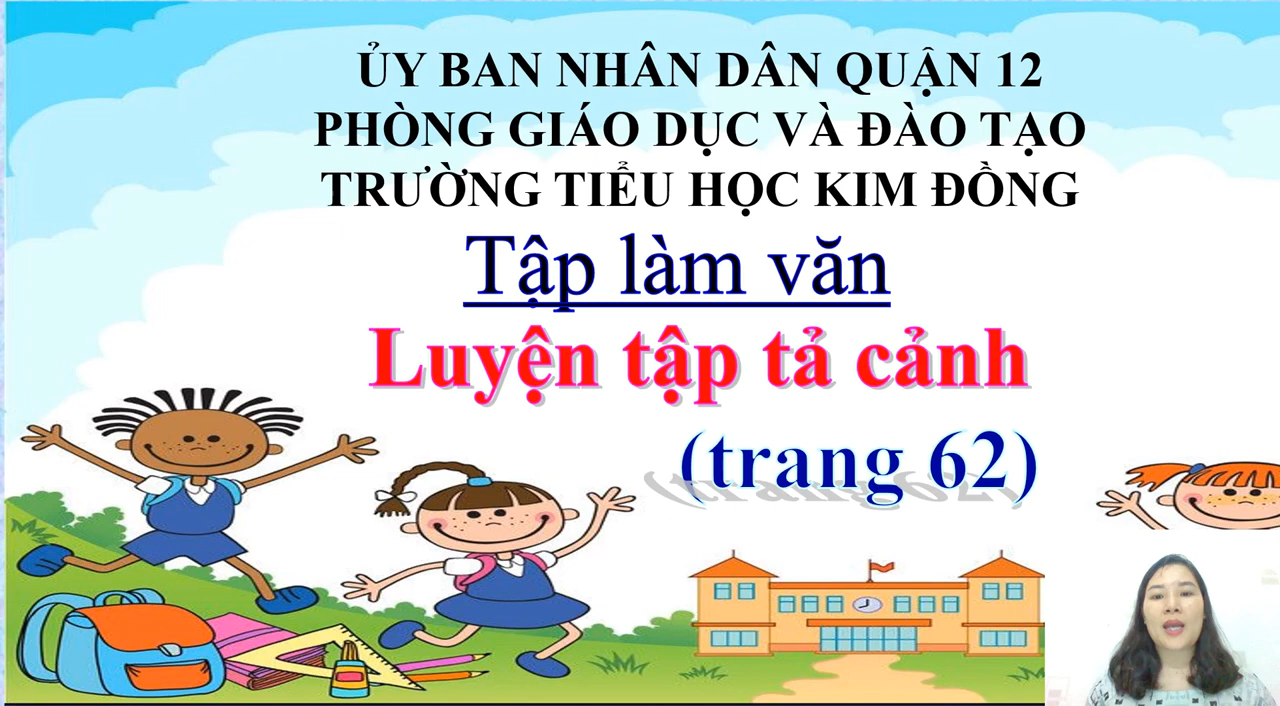 ỦY BAN NHÂN DÂN QUẬN 12
PHÒNG GIÁO DỤC VÀ ĐÀO TẠO
TRƯỜNG TIỂU HỌC KIM ĐỒNG
Tập làm văn
Luyện tập tả cảnh
(trang 62)